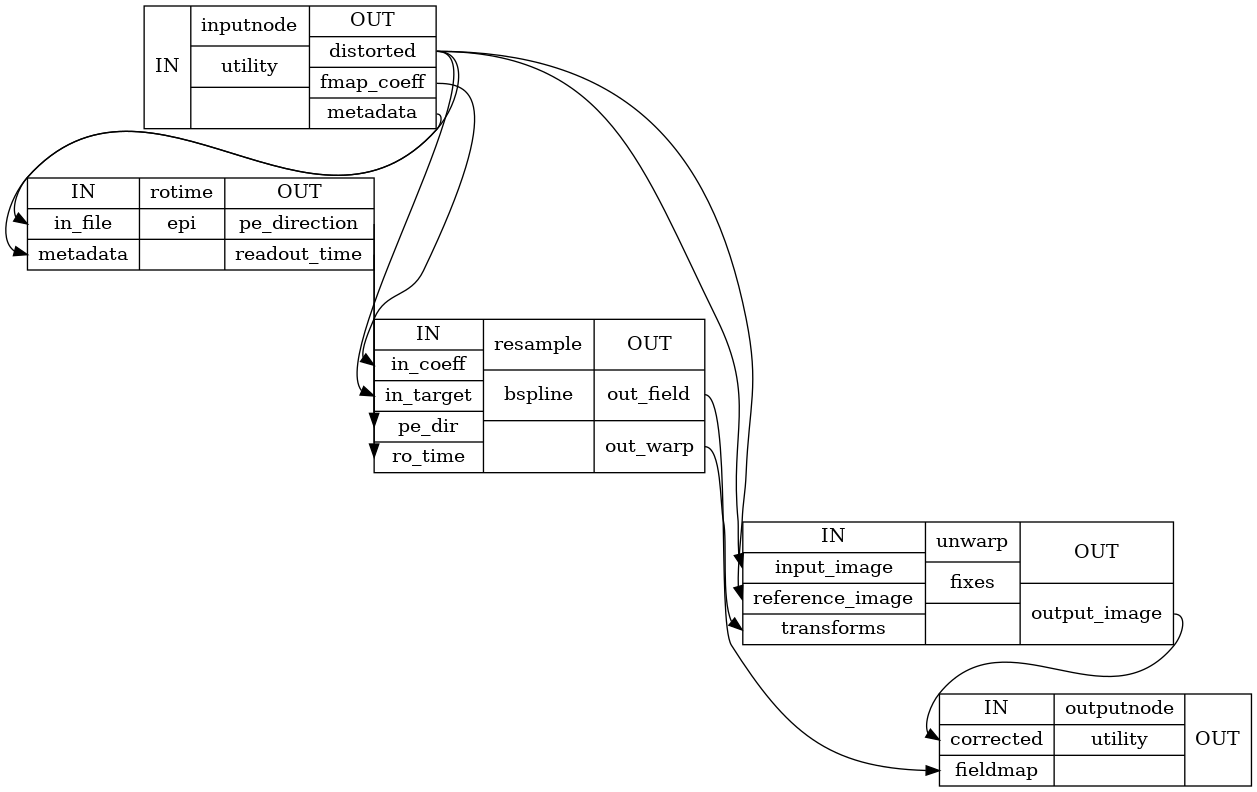 IN
inputnode
utility
OUT
distorted
fmap_coeff
metadata
IN
in_file
metadata
rotime
epi
OUT
pe_direction
readout_time
IN
in_coeff
in_target
pe_dir
ro_time
resample
bspline
OUT
out_field
out_warp
IN
input_image
reference_image
transforms
unwarp
fixes
OUT
output_image
IN
corrected
fieldmap
outputnode
utility
OUT